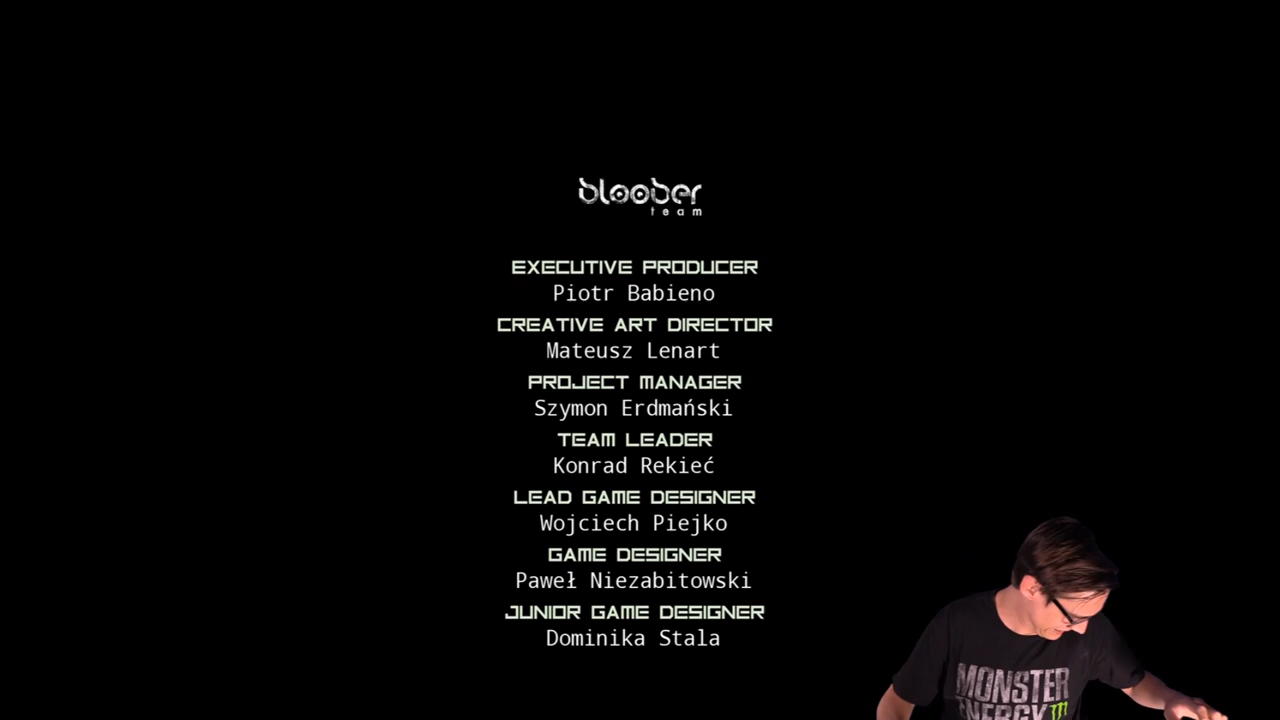 bloober
team
EXECUTIVE PRODUCER
Piotr Babieno
CREATIVE ART DIRECTOR
Mateusz Lenart
PROJECT MANAGER
Szymon Erdmański
TEAM LEADER
Konrad Rekieć
LEAD GAME DESIGNER
Wojciech Piejko
GAME DESIGNER
Paweł Niezabitowski
JUNIOR GAME DESIGNER
Dominika Stala
MONSTER
ENERGY